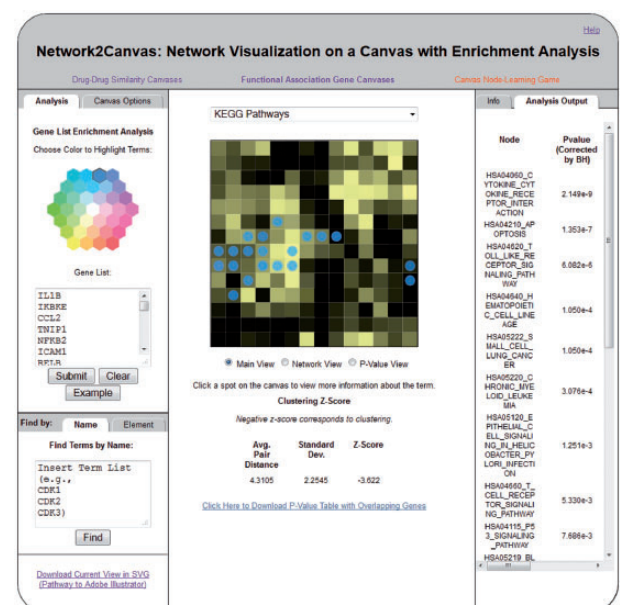 Help
Network2Canvas: Network Visualization on a Canvas with Enrichment Analysis
Drug-Drug Similarity Canvases
Functional Association Gene Canvases
Canvas Node-Learning Game
Analysis
Canvas Options
Gene List Enrichment Analysis
Choose Color to Highlight Terms:
Gene List:
IL1B
IKBKE
CCL2
TNIP1
NFKB2
ICAM1
RELB
Submit
Clear
Example
Find by:
Name
Element
Find Terms by Name:
Insert Term List
(e.g.,
CDK1
CDK2
CDK3)
Find
Download Current View in SVG
(Pathway to Adobe Illustrator)
KEGG Pathways
Main View
Network View
P-Value View
Click a spot on the canvas to view more information about the term.
Clustering Z-Score
Negative z-score corresponds to clustering.
Avg.
Pair
Distance
Standard
Dev.
Z-Score
4.3105
2.2545
-3.622
Click Here to Download P-Value Table with Overlapping Genes
Info
Analysis Output
Node
Pvalue
(Corrected
by BH)
HSA04060_C
YTOKINE_CYT
OKINE_RECE
PTOR_INTER
ACTION
2.149e-9
HSA04210_AP
OPTOSIS
1.353e-7
HSA04620_T
OLL_LIKE_RE
CEPTOR_SIG
NALING_PATH
WAY
6.082e-6
HSA04640_H
EMATOPOIETI
C_CELL_LINE
AGE
1.050e-4
HSA05222_S
MALL_CELL_
LUNG_CANC
ER
1.050e-4
HSA05220_C
HRONIC_MYE
LOID_LEUKE
MIA
3.076e-4
HSA05120_E
PITHELIAL_C
ELL_SIGNALI
NG_IN_HELIC
OBACTER_PY
LORI_INFECTI
ON
1.251e-3
HSA04660_T_
CELL_RECEP
TOR_SIGNALI
NG_PATHWAY
5.330e-3
HSA04115_P5
3_SIGNALING
_PATHWAY
7.686e-3
HSA05219_BL